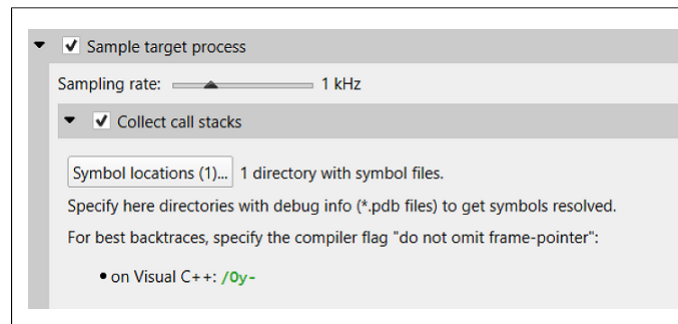 Sample target process
Sampling rate: 1 kHz
Collect call stacks
Symbol locations (1)... 1 directory with symbol files.
Specify here directories with debug info (*.pdb files) to get symbols resolved.
For best backtraces, specify the compiler flag "do not omit frame-pointer":
• on Visual C++: /Oy-